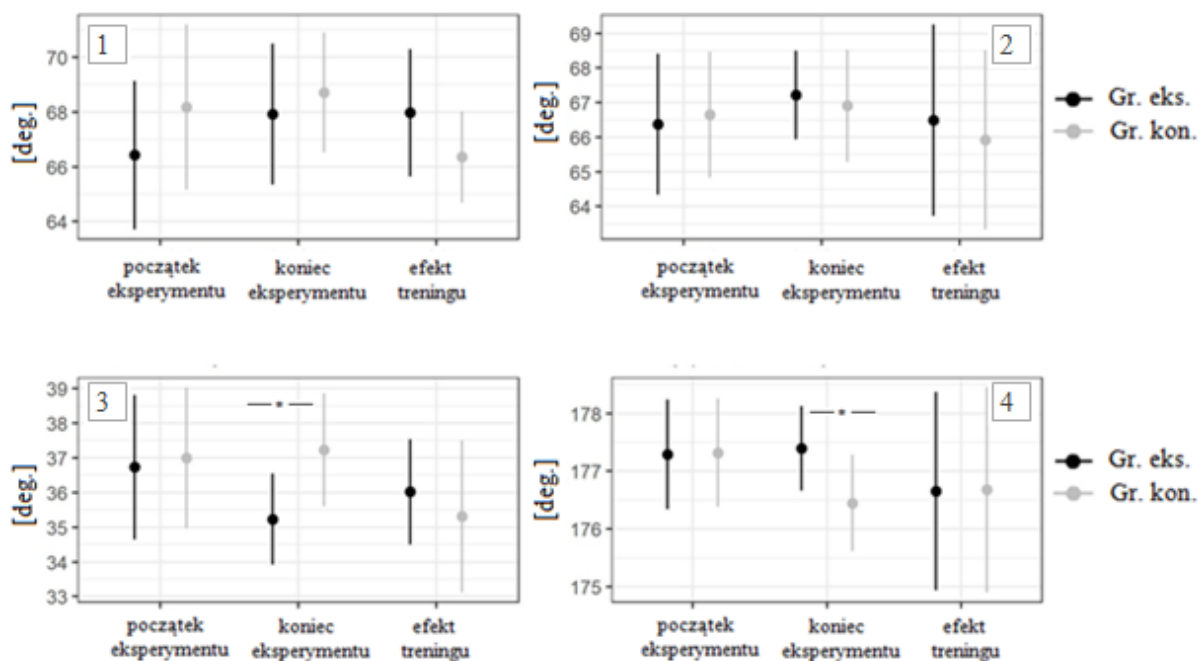 1
[deg.]
70
68
66
64
początek
eksperymentu
koniec
eksperymentu
efekt
treningu
2
[deg.]
69
68
67
66
65
64
początek
eksperymentu
koniec
eksperymentu
efekt
treningu
Gr. eks.
Gr. kon.
3
[deg.]
39
38
37
36
35
34
33
*
początek
eksperymentu
koniec
eksperymentu
efekt
treningu
4
[deg.]
178
177
176
175
*
początek
eksperymentu
koniec
eksperymentu
efekt
treningu
Gr. eks.
Gr. kon.